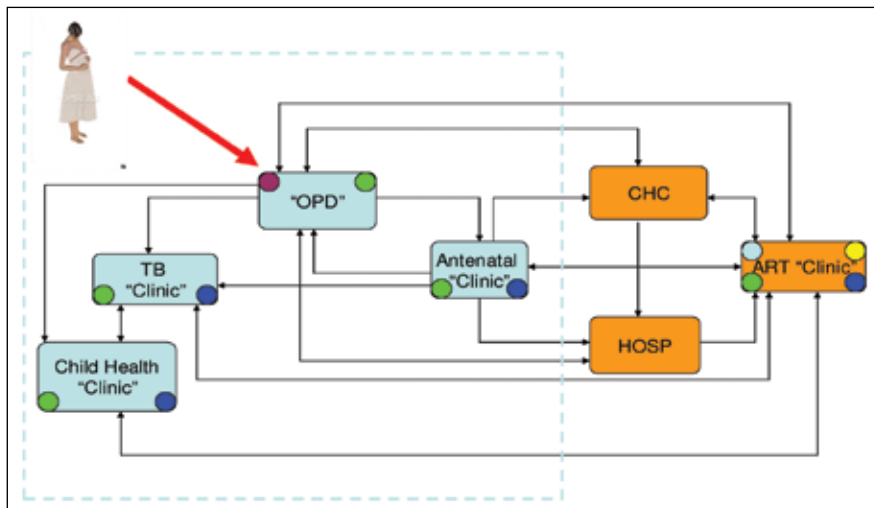 “OPD”
CHC
TB
“Clinic”
Antenatal
“Clinic”
ART “Clinic”
HOSP
Child Health
“Clinic”